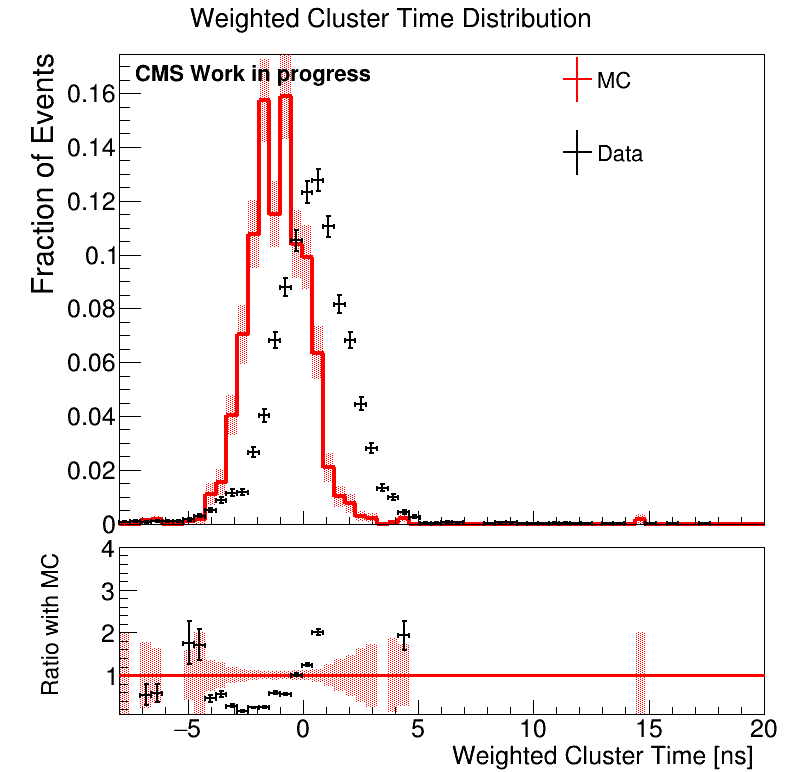 Weighted Cluster Time Distribution
CMS Work in progress
MC
Data
Fraction of Events
0.16
0.14
0.12
0.1
0.08
0.06
0.04
0.02
0
Ratio with MC
4
3
2
1
−5 0 5 10 15 20
Weighted Cluster Time [ns]